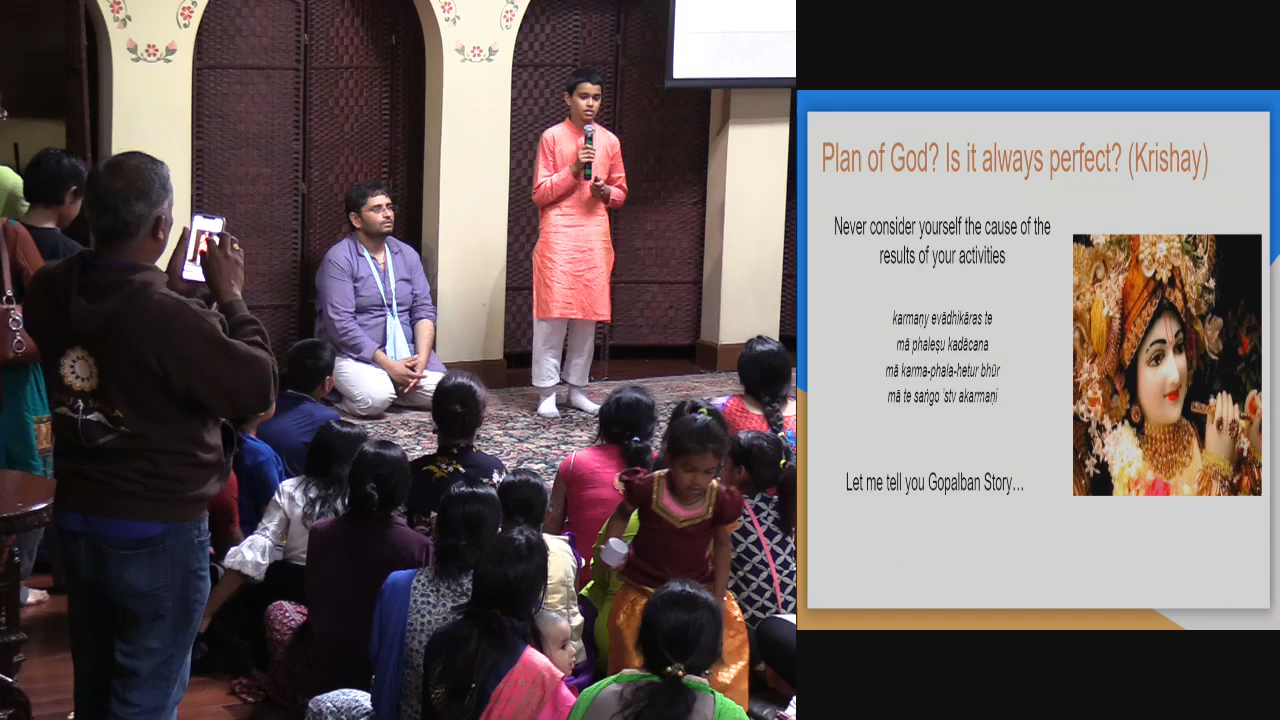 Plan of God? Is it always perfect? (Krishay)
Never consider yourself the cause of the
results of your activities
karmaṇy evādhikāras te
mā phaleṣu kadācana
mā karma-phala-hetur bhūr
mā te saṅgo 'stv akarmaṇi
Let me tell you Gopalban Story…